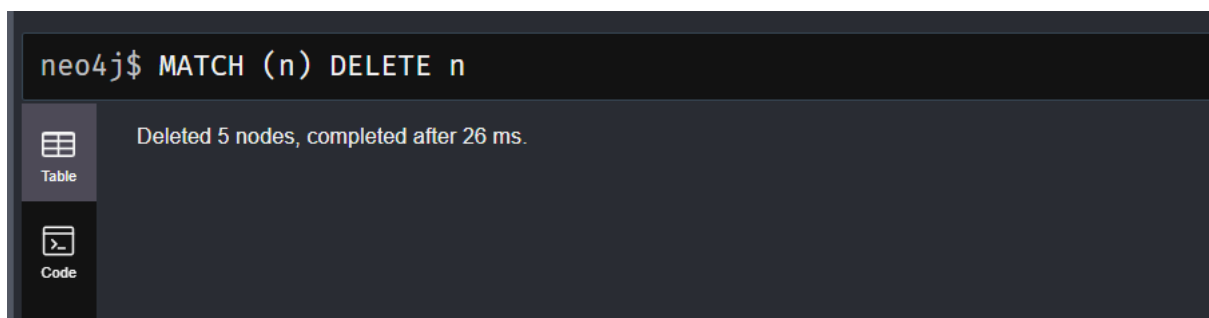 neo4j$ MATCH (n) DELETE n
Table
Deleted 5 nodes, completed after 26 ms.
Code